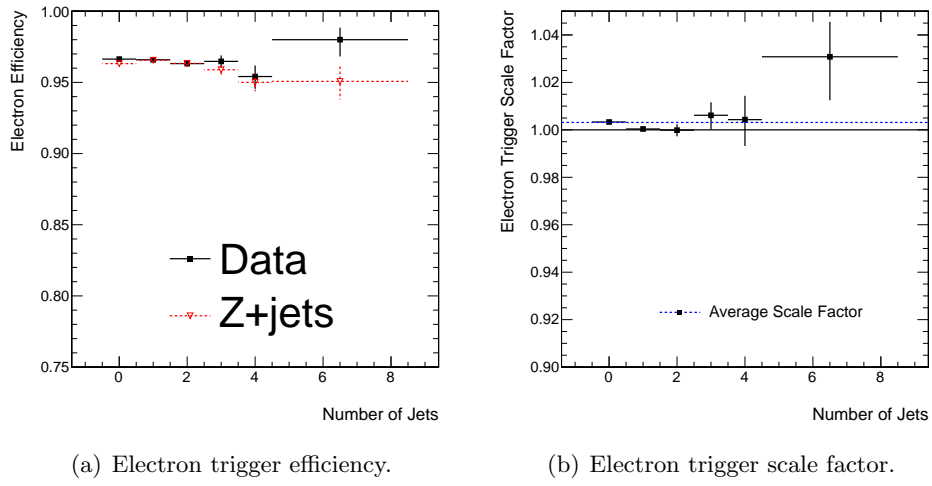 Electron Efficiency
1.00
0.95
0.90
0.85
0.80
0.75
Data
Z+jets
0 2 4 6 8
Number of Jets
(a) Electron trigger efficiency.
Electron Trigger Scale Factor
1.04
1.02
1.00
0.98
0.96
0.94
0.92
0.90
Average Scale Factor
0 2 4 6 8
Number of Jets
(b) Electron trigger scale factor.